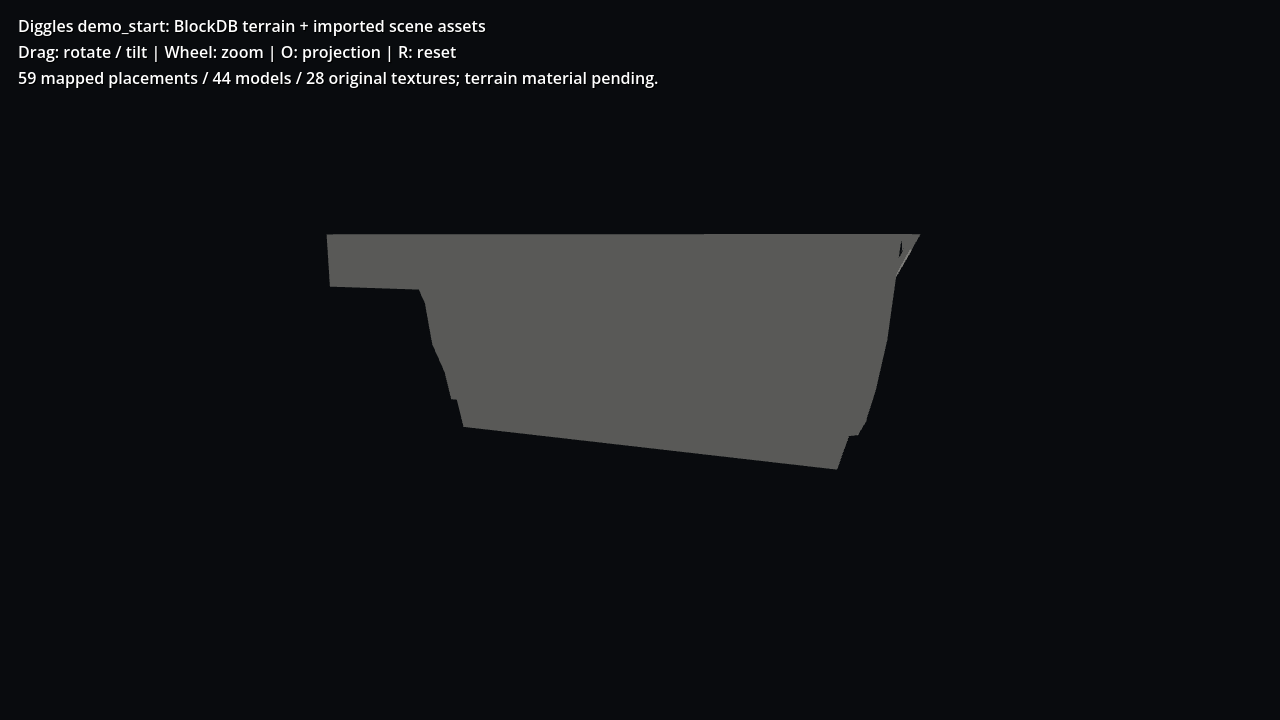 Diggles demo_start: BlockDB terrain + imported scene assets
Drag: rotate / tilt | Wheel: zoom | O: projection | R: reset
59 mapped placements / 44 models / 28 original textures; terrain material pending.